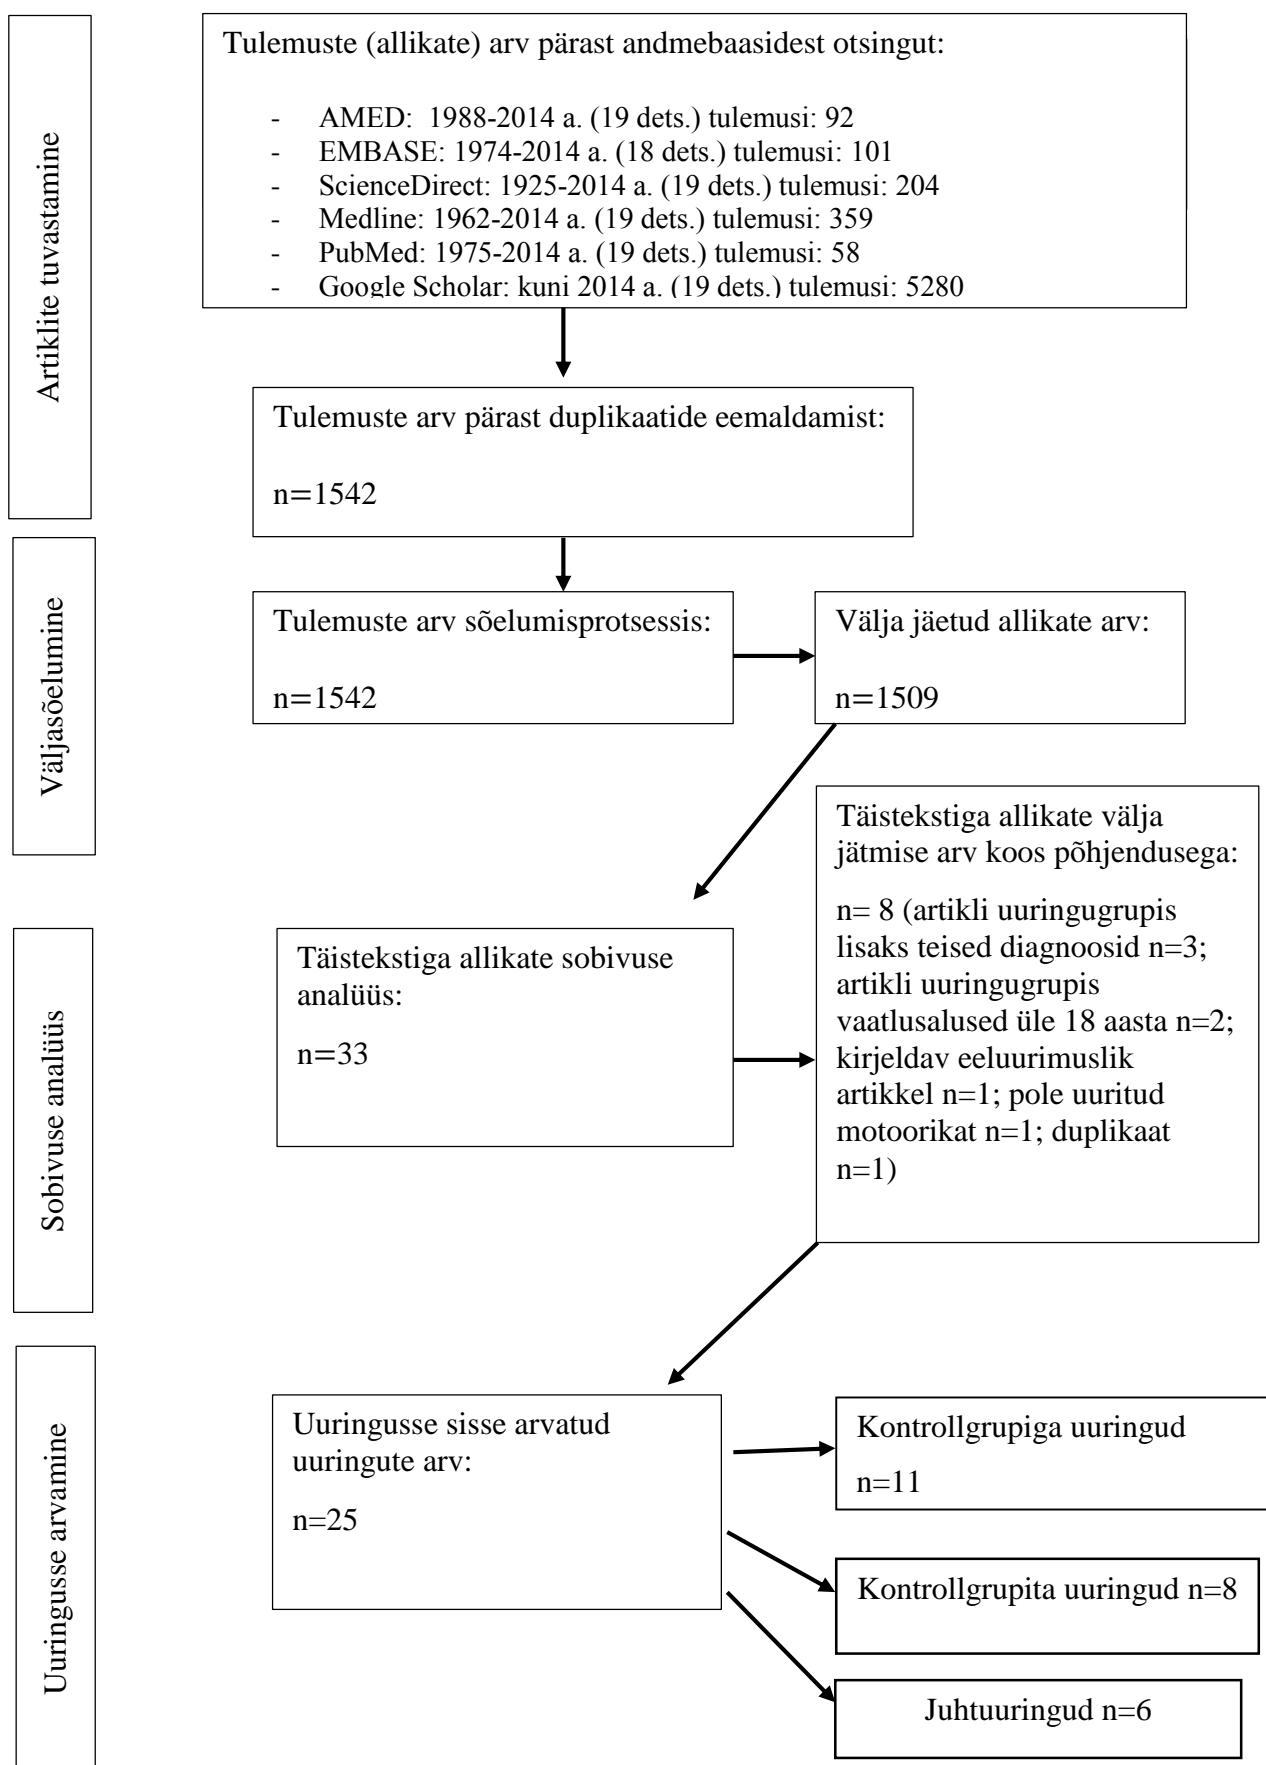 Artiklite tuvastamine
Tulemuste (allikate) arv pärast andmebaasidest otsingut:
- AMED: 1988-2014 a. (19 dets.) tulemusi: 92
- EMBASE: 1974-2014 a. (18 dets.) tulemusi: 101
- ScienceDirect: 1925-2014 a. (19 dets.) tulemusi: 204
- Medline: 1962-2014 a. (19 dets.) tulemusi: 359
- PubMed: 1975-2014 a. (19 dets.) tulemusi: 58
- Google Scholar: kuni 2014 a. (19 dets.) tulemusi: 5280
Tulemuste arv pärast duplikaatide eemaldamist:
n=1542
Väljasõelumine
Tulemuste arv sõelumisprotsessis:
n=1542
Välja jäetud allikate arv:
n=1509
Sobivuse analüüs
Täistekstiga allikate sobivuse
analüüs:
n=33
Täistekstiga allikate välja
jätmise arv koos põhjendusega:
n= 8 (artikli uuringugrupis
lisaks teised diagnoosid n=3;
artikli uuringugrupis
vaatlusalused üle 18 aasta n=2;
kirjeldav eeluurimuslik
artikkel n=1; pole uuritud
motoorikat n=1; duplikaat
n=1)
Uuringusse arvamine
Uuringusse sisse arvatud
uuringute arv:
n=25
Kontrollgrupiga uuringud
n=11
Kontrollgrupita uuringud n=8
Juhtuuringud n=6